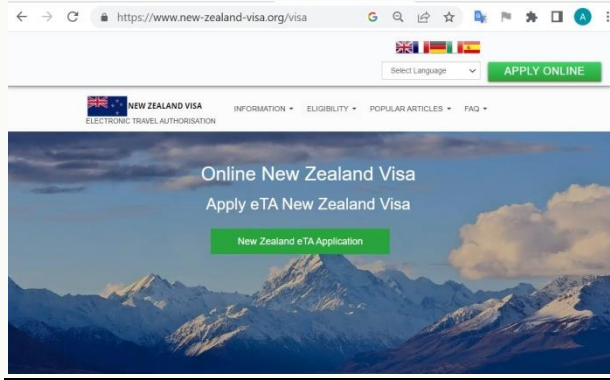 https://www.new-zealand-visa.org/visa
Select Language
APPLY ONLINE
NEW ZEALAND VISA
ELECTRONIC TRAVEL AUTHORISATION
INFORMATION ELIGIBILITY POPULAR ARTICLES FAQ
Online New Zealand Visa
Apply eTA New Zealand Visa
New Zealand eTA Application